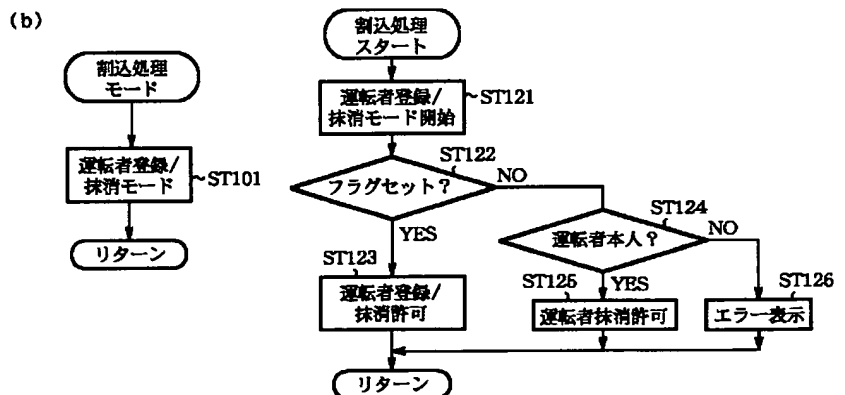 (b)
割込処理
モード
運転者登録/
抹消モード
ST101
リターン
割込処理
スタート
運転者登録/
抹消モード開始
ST121
ST122
フラグセット?
NO
YES
ST123
運転者登録/
抹消許可
ST124
運転者本人?
NO
YES
ST125
運転者抹消許可
ST126
エラー表示
リターン